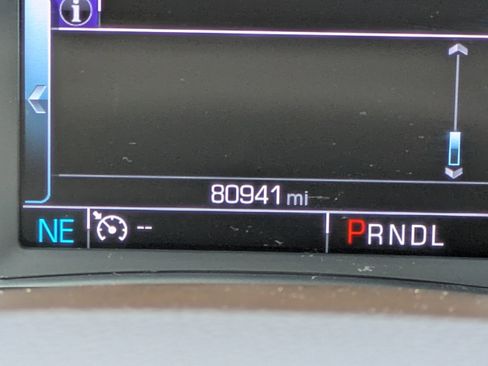 80941 mi
NE -- PRNDL